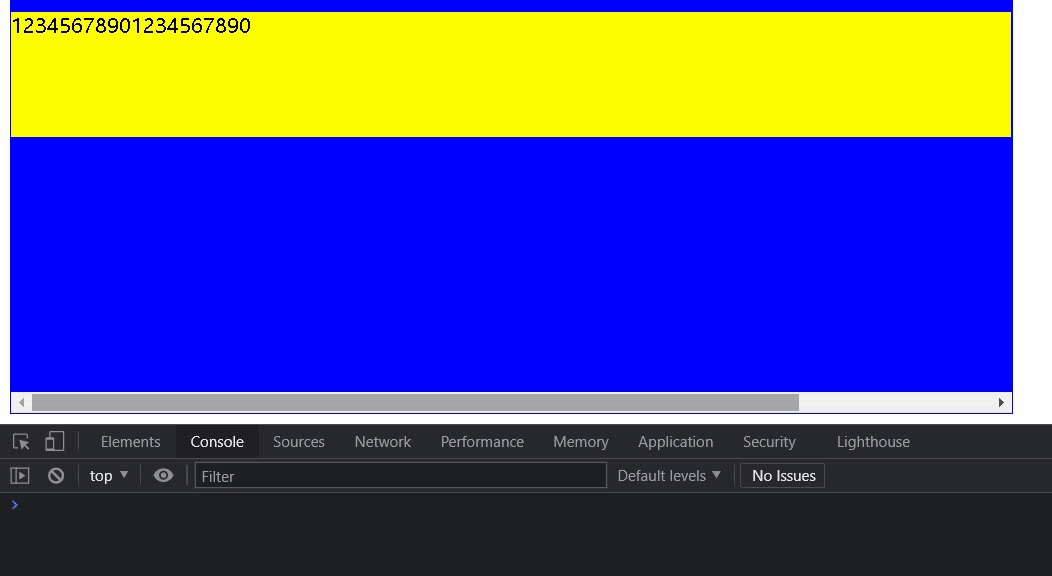 12345678901234567890
Elements Console Sources Network Performance Memory Application Security Lighthouse
top Filter Default levels No Issues